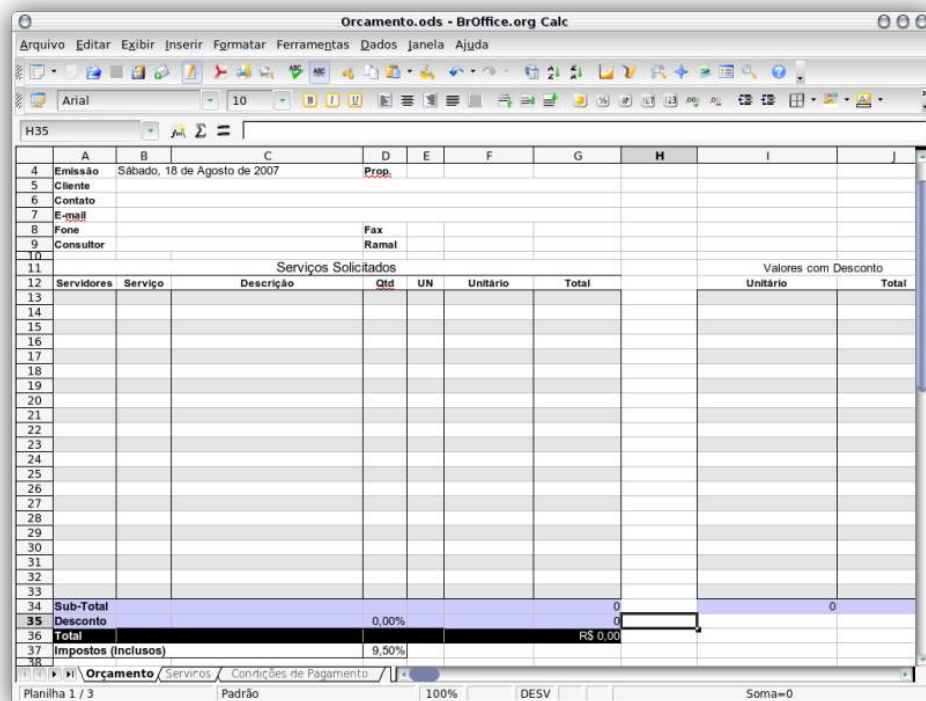 Orcamento.ods - BrOffice.org Calc
Arquivo Editar Exibir Inserir Formatar Ferramentas Dados Janela Ajuda
Arial 10
H35
A B C D E F G H I J
4 Emissão Sábado, 18 de Agosto de 2007 Prop.
5 Cliente
6 Contato
7 E-mail
8 Fone Fax
9 Consultor Ramal
10
11 Serviços Solicitados Valores com Desconto
12 Servidores Serviço Descrição Qtd UN Unitário Total Unitário Total
13
14
15
16
17
18
19
20
21
22
23
24
25
26
27
28
29
30
31
32
33
34 Sub-Total 0 0
35 Desconto 0,00% 0
36 Total R$ 0,00
37 Impostos (Inclusos) 9,50%
38
Orçamento Servicos Condições de Pagamento
Planilha 1 / 3 Padrão 100% DESV Soma=0